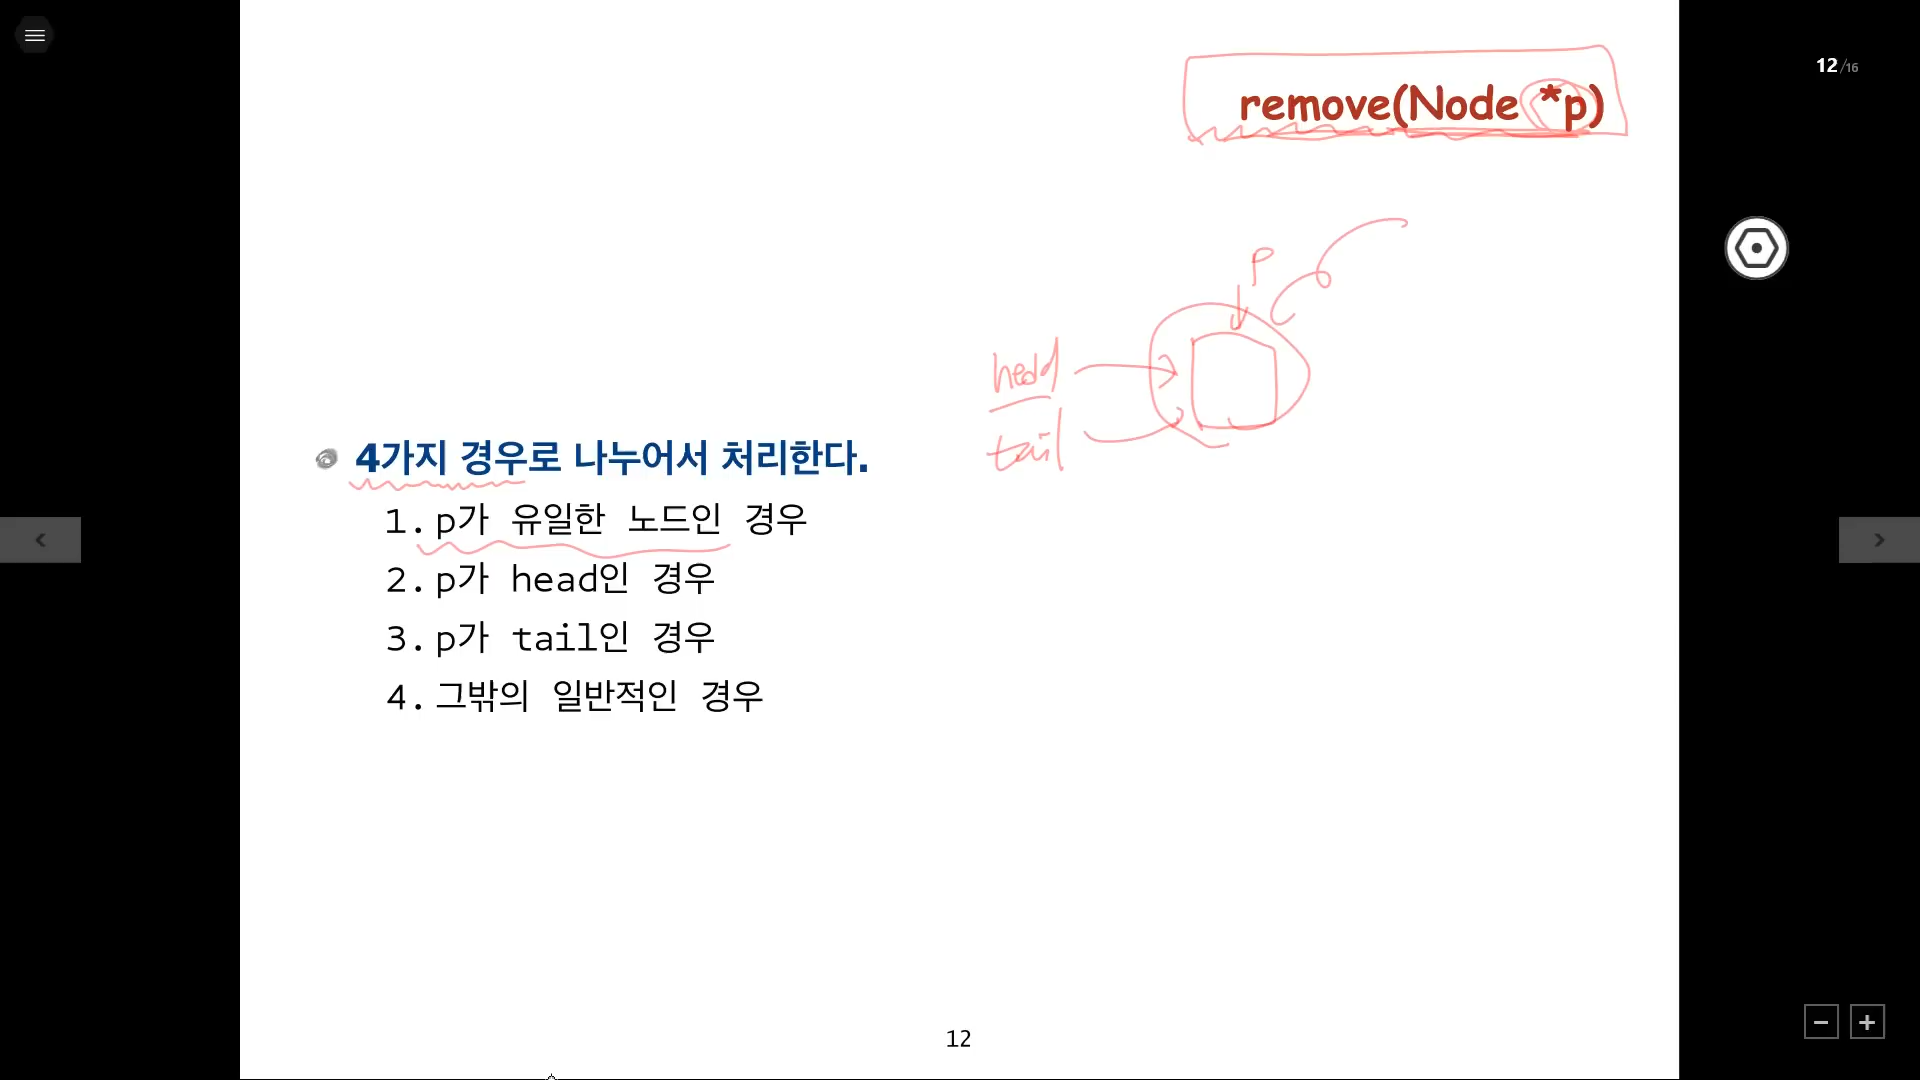 12/16
remove(Node *p)
p
head
tail
4가지 경우로 나누어서 처리한다.
1. p가 유일한 노드인 경우
2. p가 head인 경우
3. p가 tail인 경우
4. 그밖의 일반적인 경우
12